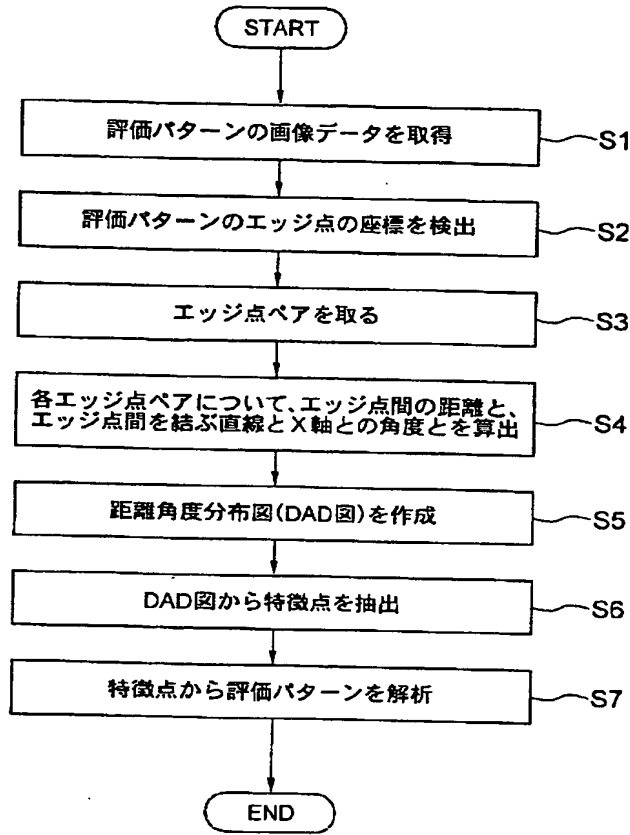 START
評価パターンの画像データを取得
S1
評価パターンのエッジ点の座標を検出
S2
エッジ点ペアを取る
S3
各エッジ点ペアについて、エッジ点間の距離と、
エッジ点間を結ぶ直線とX軸との角度とを算出
S4
距離角度分布図(DAD図)を作成
S5
DAD図から特徴点を抽出
S6
特徴点から評価パターンを解析
S7
END